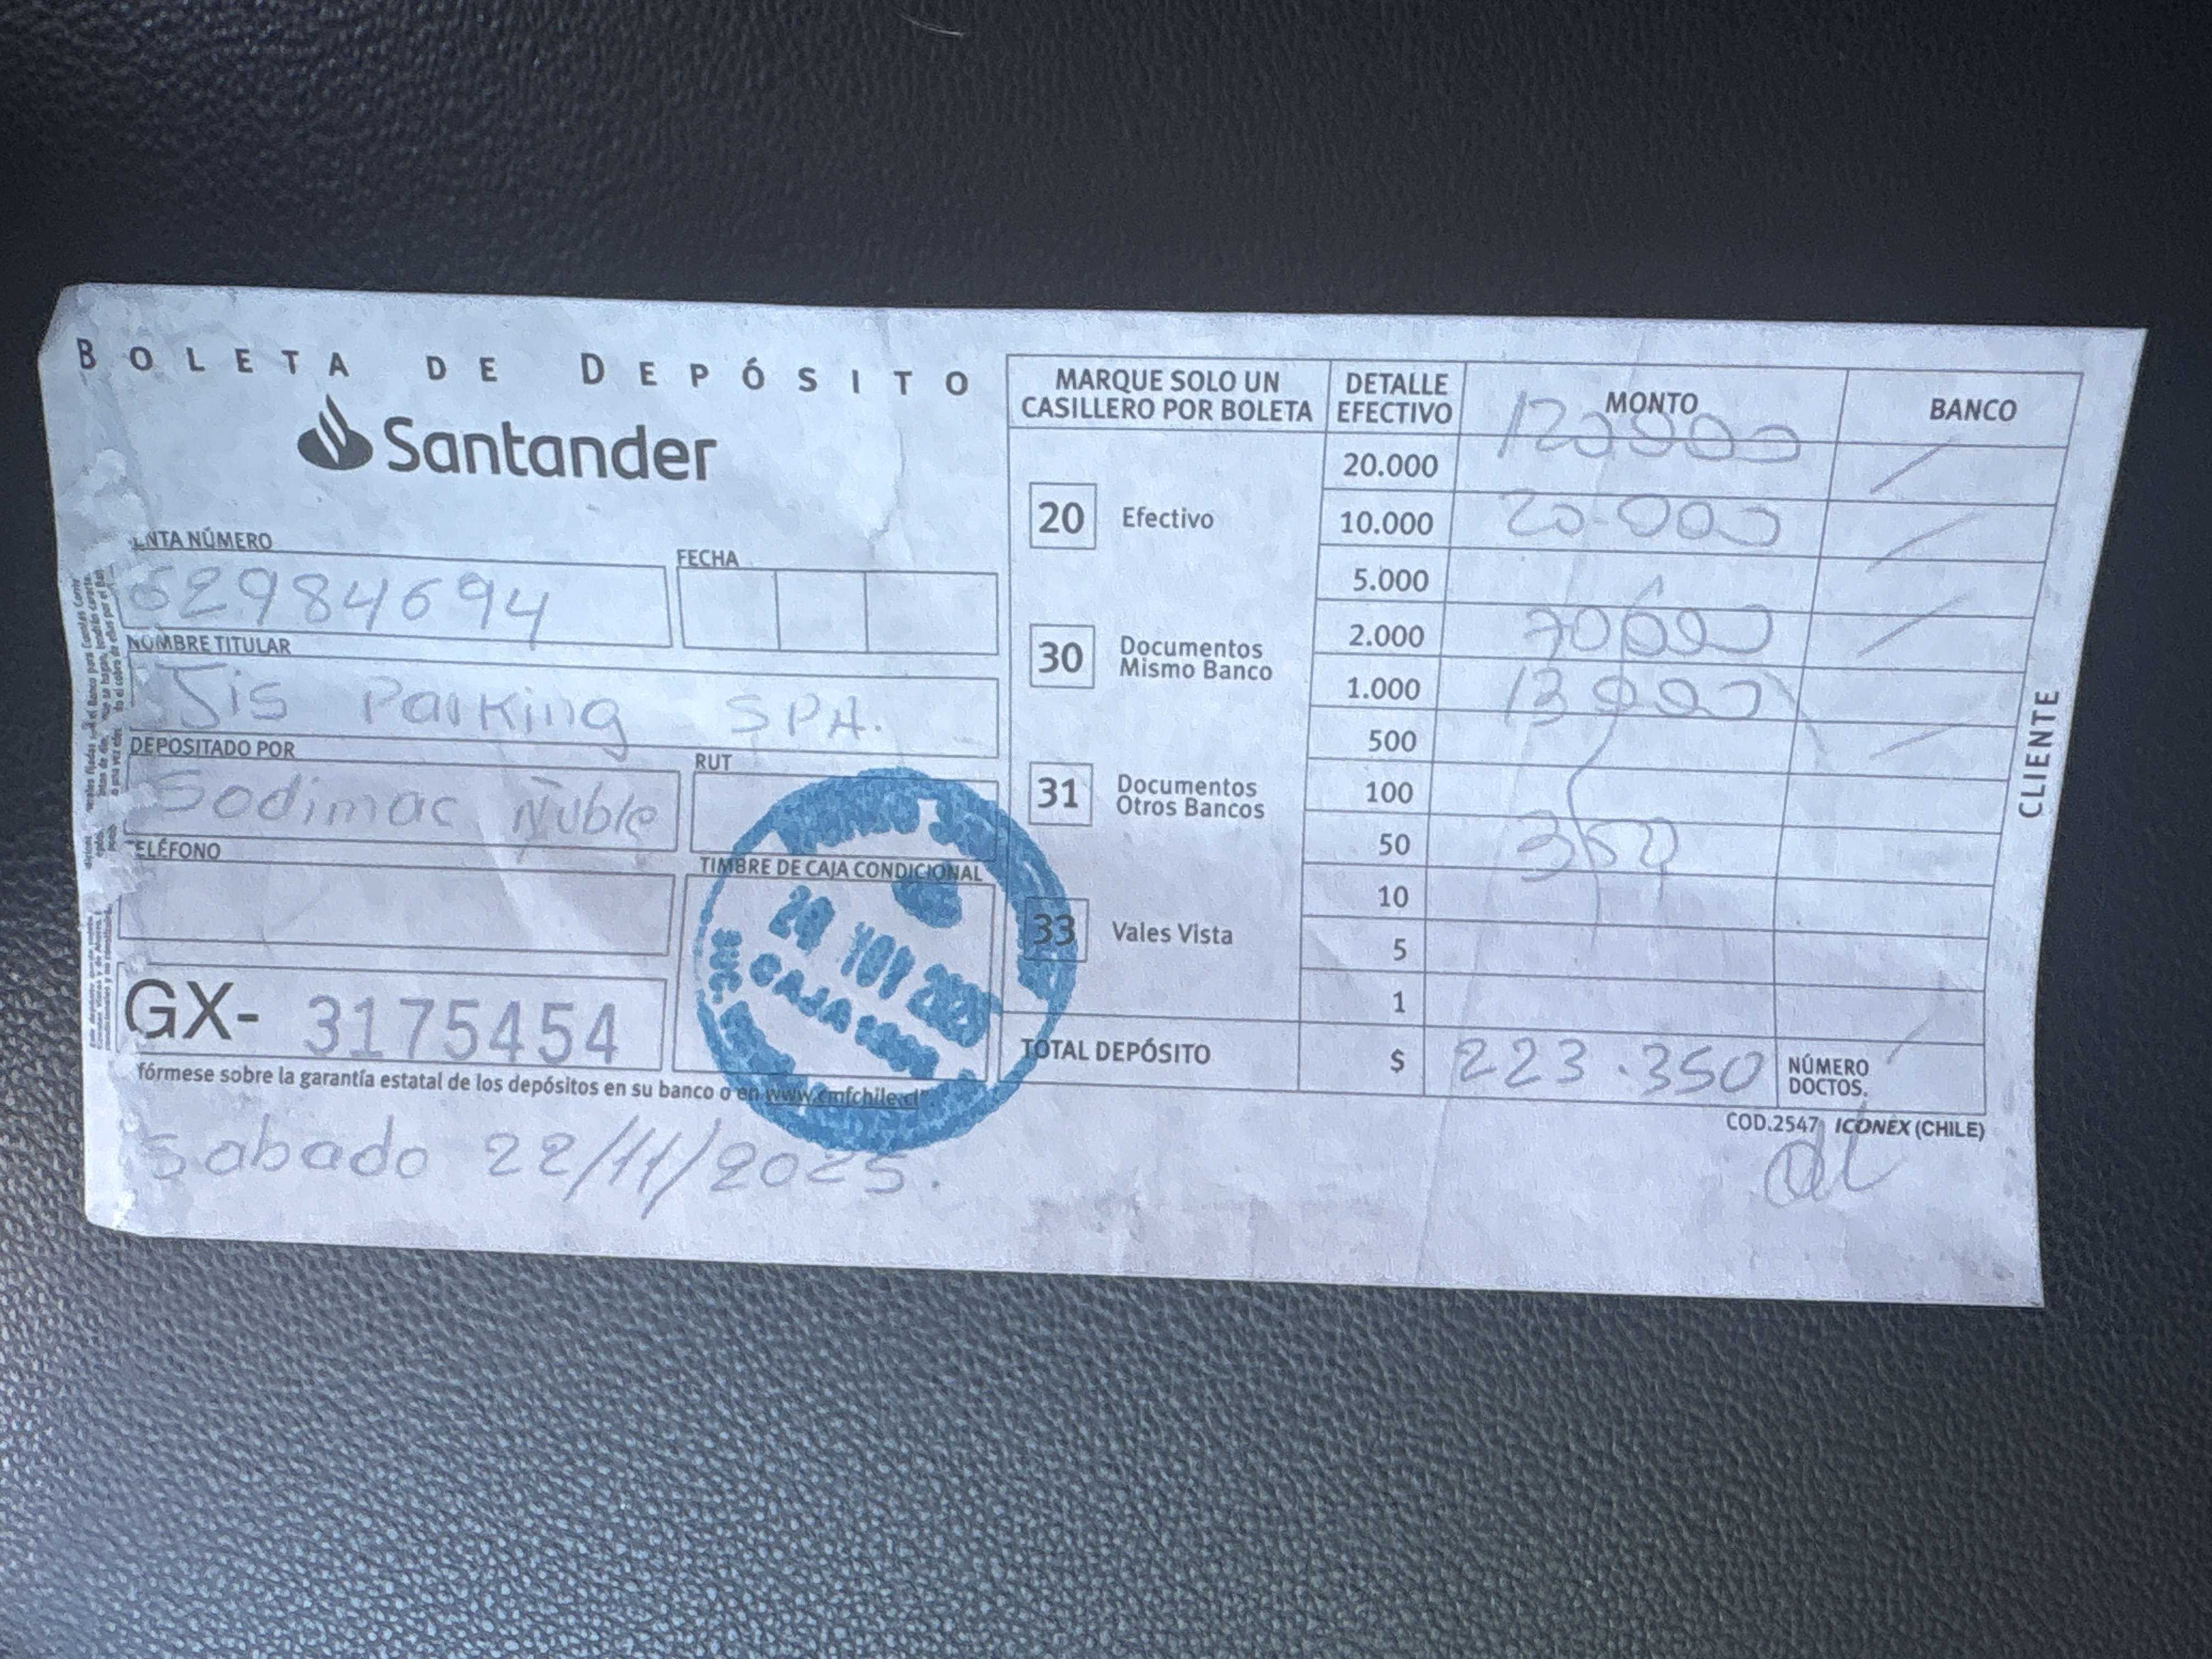 BOLETA DE DEPÓSITO
Santander
ENTA NÚMERO
62984694
FECHA
NOMBRE TITULAR
Jis Parking SPA.
DEPOSITADO POR
Sodimac Ñuble
RUT
TELÉFONO
TIMBRE DE CAJA CONDICIONAL
GX- 3175454
fórmese sobre la garantía estatal de los depósitos en su banco o en www.cmfchile.cl"
sabado 22/11/2025.
MARQUE SOLO UN CASILLERO POR BOLETA
20 Efectivo
30 Documentos Mismo Banco
31 Documentos Otros Bancos
33 Vales Vista
DETALLE EFECTIVO MONTO BANCO
20.000 120000
10.000 20.000
5.000
2.000 70000
1.000 13000
500
100
50 350
10
5
1
TOTAL DEPÓSITO $ 223.350 NÚMERO DOCTOS.
COD.2547 ICONEX (CHILE)
CLIENTE
CAJA